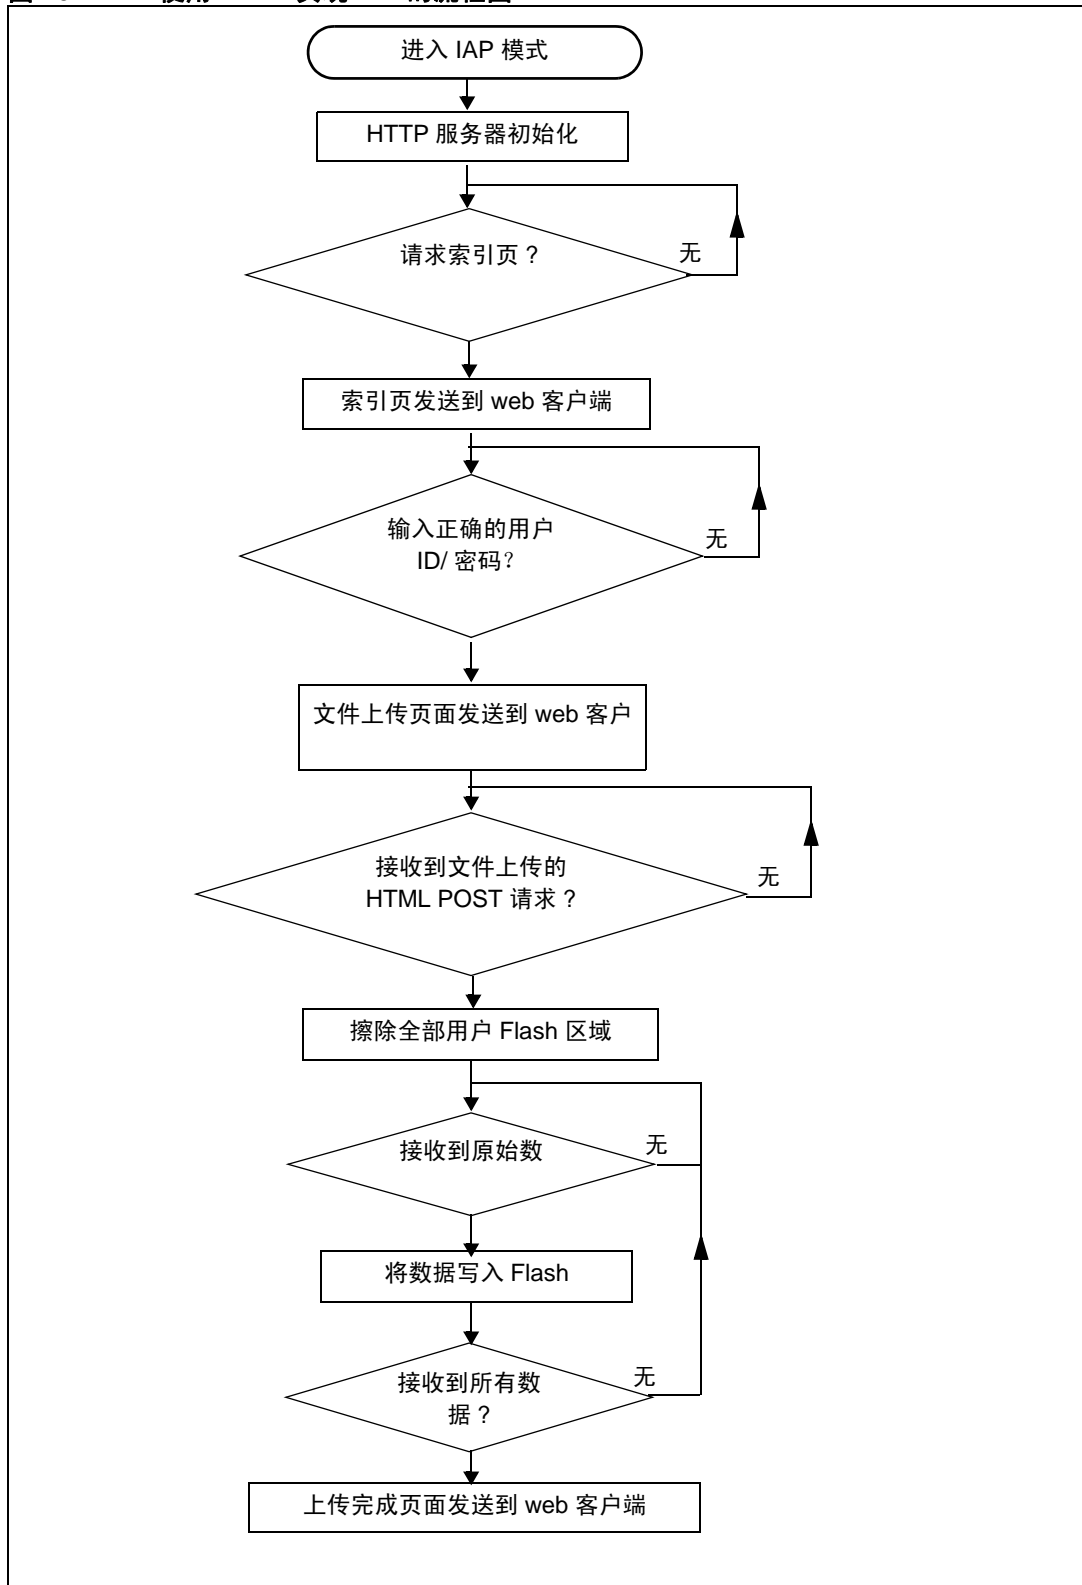 进入 IAP 模式
HTTP 服务器初始化
请求索引页？
无
索引页发送到 web 客户端
输入正确的用户
ID/ 密码?
无
文件上传页面发送到 web 客户
接收到文件上传的
HTML POST 请求？
无
擦除全部用户 Flash 区域
接收到原始数
无
将数据写入 Flash
接收到所有数
据？
无
上传完成页面发送到 web 客户端